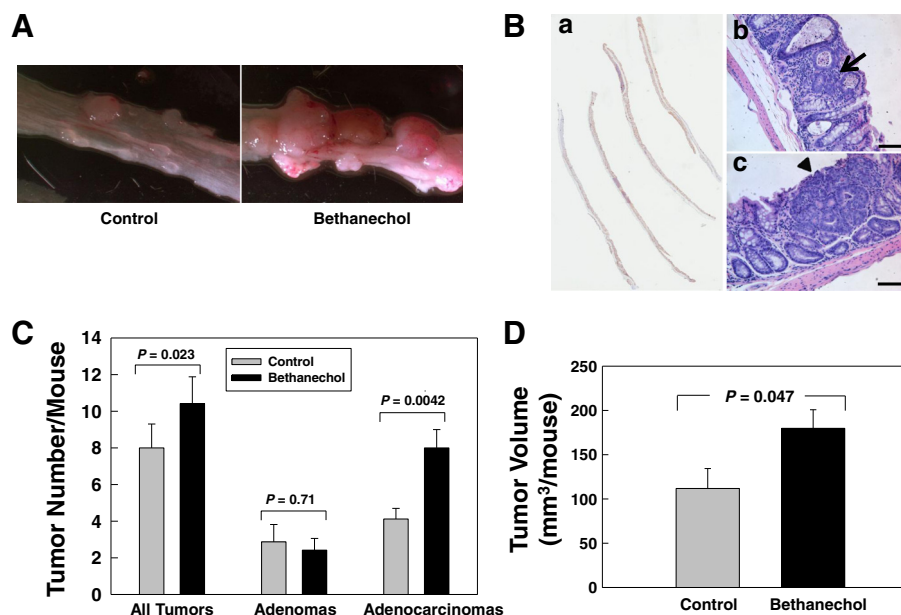 A
Control
Bethanechol
B
a
b
c
C
Tumor Number/Mouse
14
12
10
8
6
4
2
0
P = 0.023
Control
Bethanechol
P = 0.71
P = 0.0042
All Tumors
Adenomas
Adenocarcinomas
D
Tumor Volume
(mm³/mouse)
250
200
150
100
50
0
P = 0.047
Control
Bethanechol